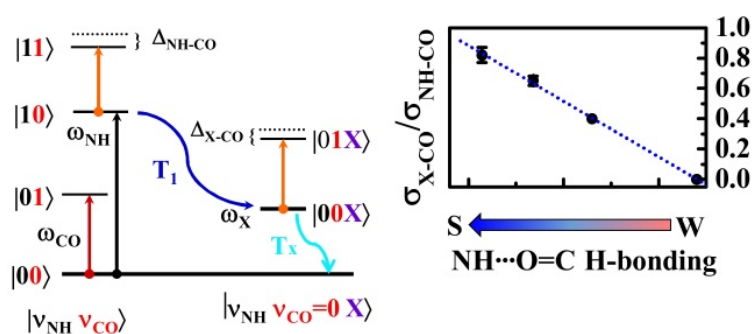 |11⟩
Δ_NH-CO
|10⟩
ω_NH
T_1
Δ_X-CO
|01X⟩
|01⟩
ω_CO
ω_X
|00X⟩
T_x
|00⟩
|ν_NH ν_CO⟩
|ν_NH ν_CO=0 X⟩
σ_X-CO/σ_NH-CO
1.0
0.8
0.6
0.4
0.2
0.0
S W
NH···O=C H-bonding